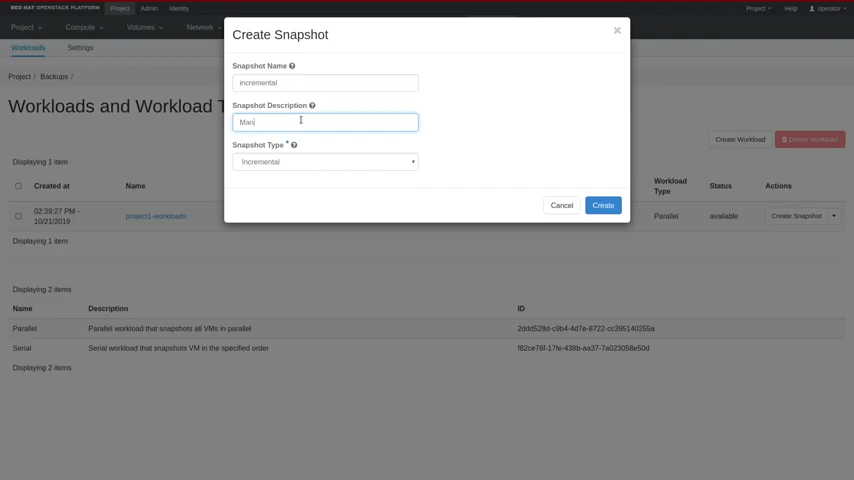 RED HAT OPENSTACK PLATFORM Project Admin Identity Project Help operator
Project Compute Volumes Network
Workloads Settings
Project / Backups /
Workloads and Workload T
Create Snapshot
Snapshot Name
incremental
Snapshot Description
Man
Snapshot Type *
Incremental
Cancel Create
Create Workload Delete Workload
Displaying 1 item
Created at Name Workload Type Status Actions
02:39:27 PM - 10/21/2019 project1-workloads Parallel available Create Snapshot
Displaying 1 item
Displaying 2 items
Name Description ID
Parallel Parallel workload that snapshots all VMs in parallel 2ddd528d-c9b4-4d7e-8722-cc395140255a
Serial Serial workload that snapshots VM in the specified order f82ce76f-17fe-438b-aa37-7a023058e50d
Displaying 2 items